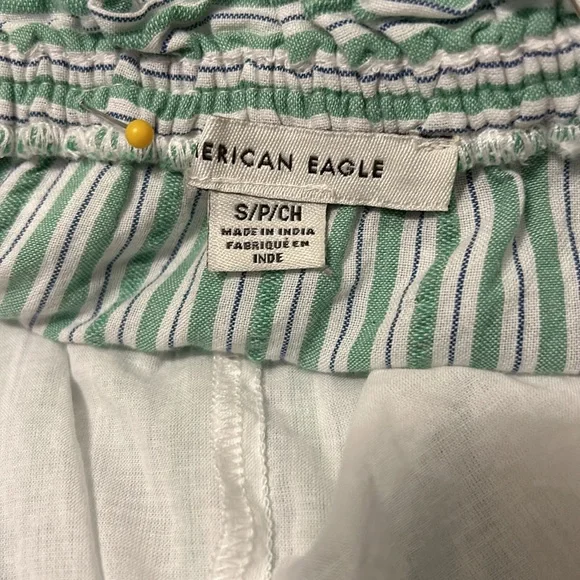 ERICAN EAGLE
S/P/CH
MADE IN INDIA
FABRIQUÉ EN
INDE